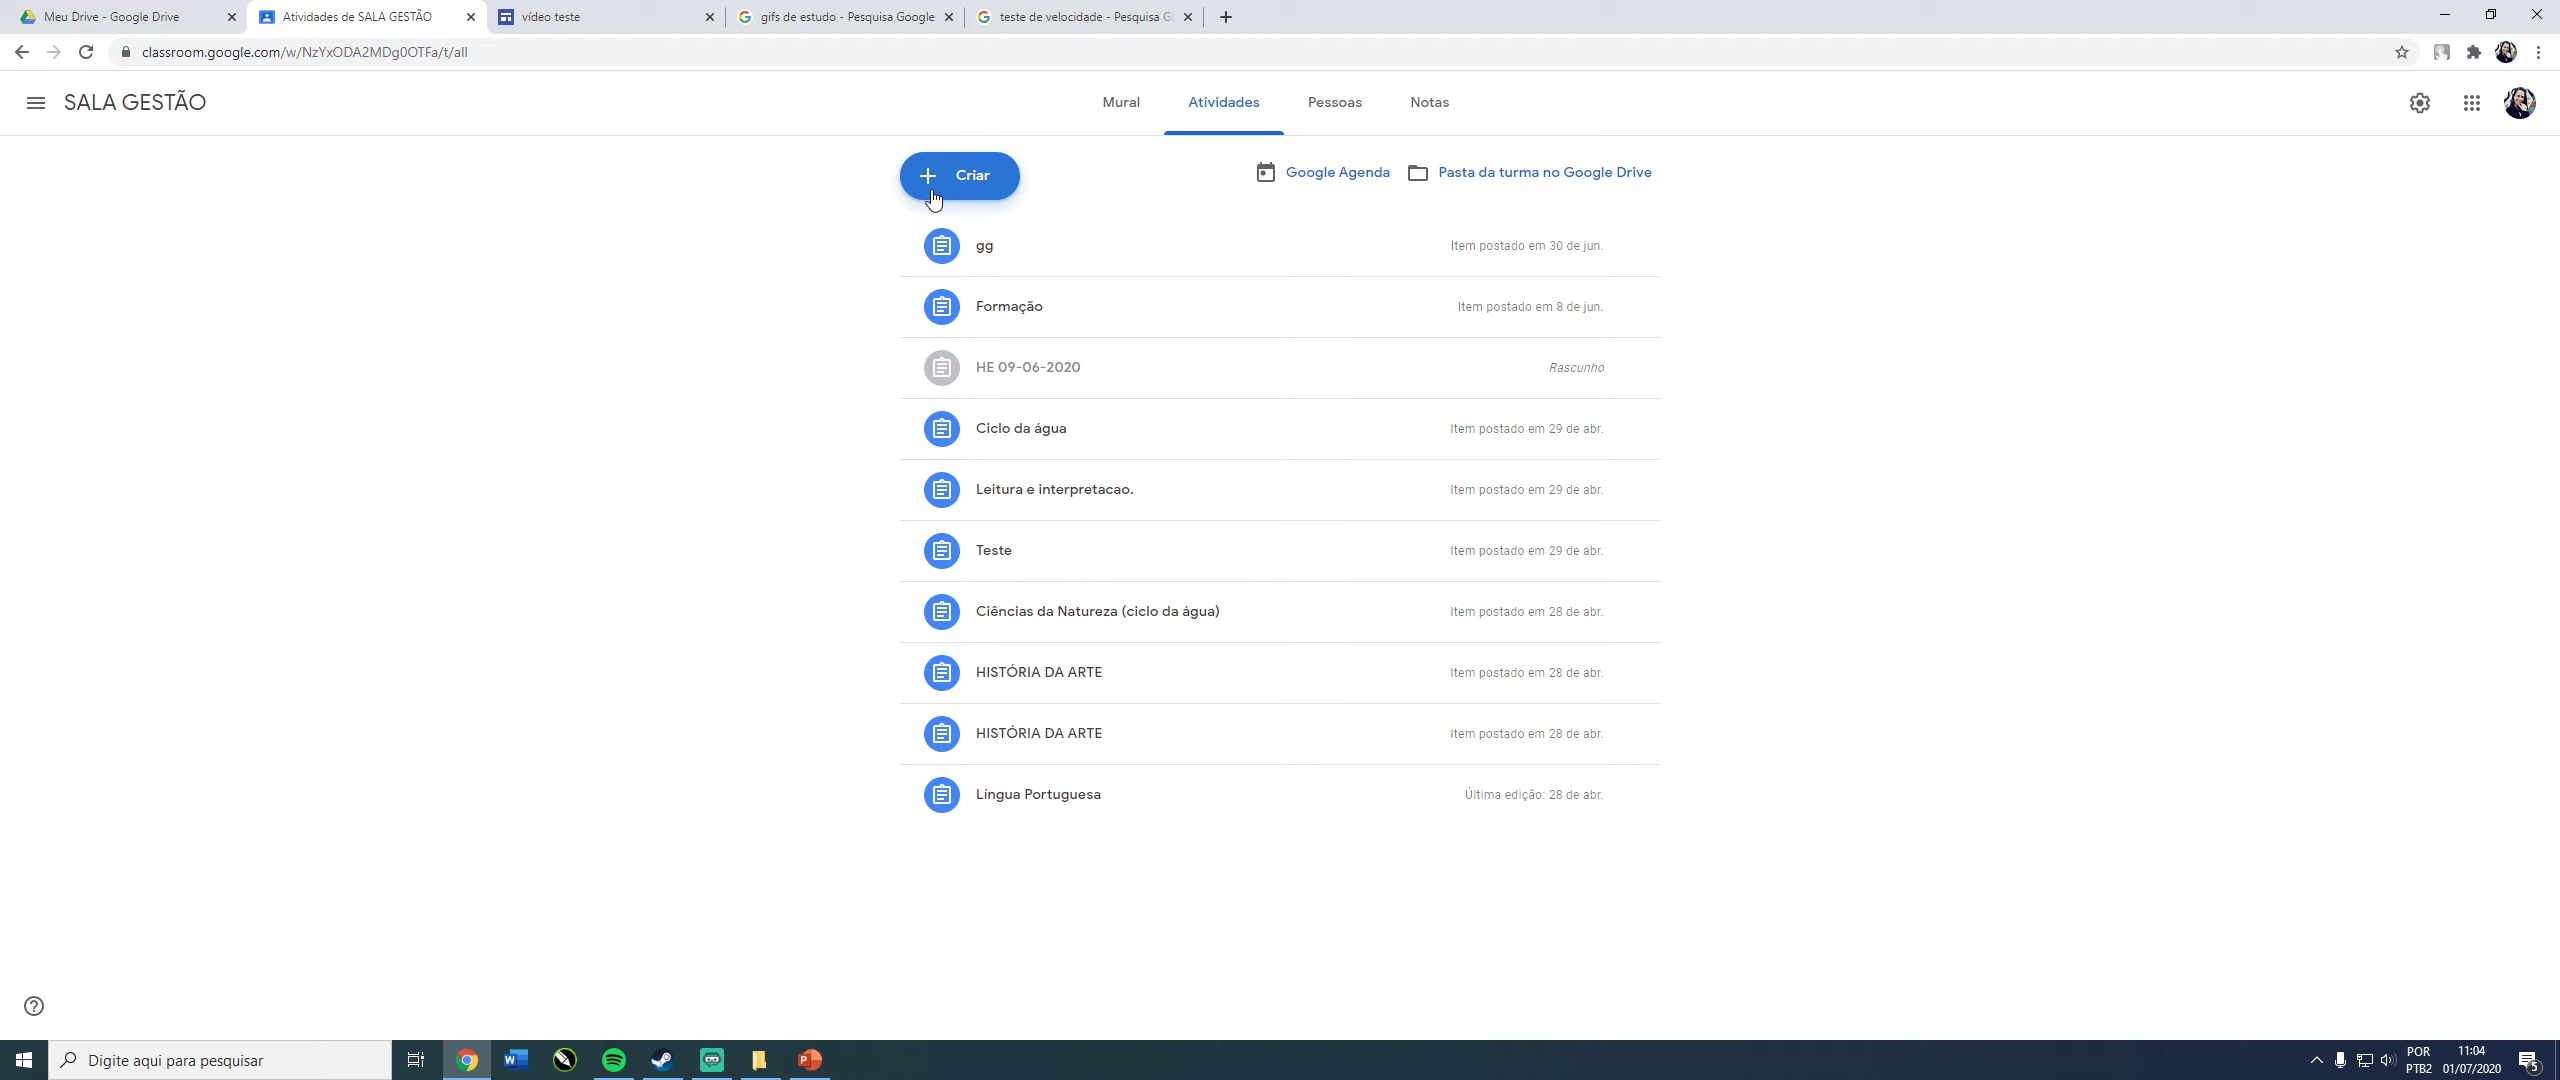 Meu Drive - Google Drive
Atividades de SALA GESTÃO
vídeo teste
gifs de estudo - Pesquisa Google
teste de velocidade - Pesquisa G
classroom.google.com/w/NzYxODA2MDg0OTFa/t/all
SALA GESTÃO
Mural
Atividades
Pessoas
Notas
Criar
Google Agenda
Pasta da turma no Google Drive
gg
Item postado em 30 de jun.
Formação
Item postado em 8 de jun.
HE 09-06-2020
Rascunho
Ciclo da água
Item postado em 29 de abr.
Leitura e interpretacao.
Item postado em 29 de abr.
Teste
Item postado em 29 de abr.
Ciências da Natureza (ciclo da água)
Item postado em 28 de abr.
HISTÓRIA DA ARTE
Item postado em 28 de abr.
HISTÓRIA DA ARTE
Item postado em 28 de abr.
Língua Portuguesa
Última edição: 28 de abr.
Digite aqui para pesquisar
POR
PTB2
11:04
01/07/2020
5